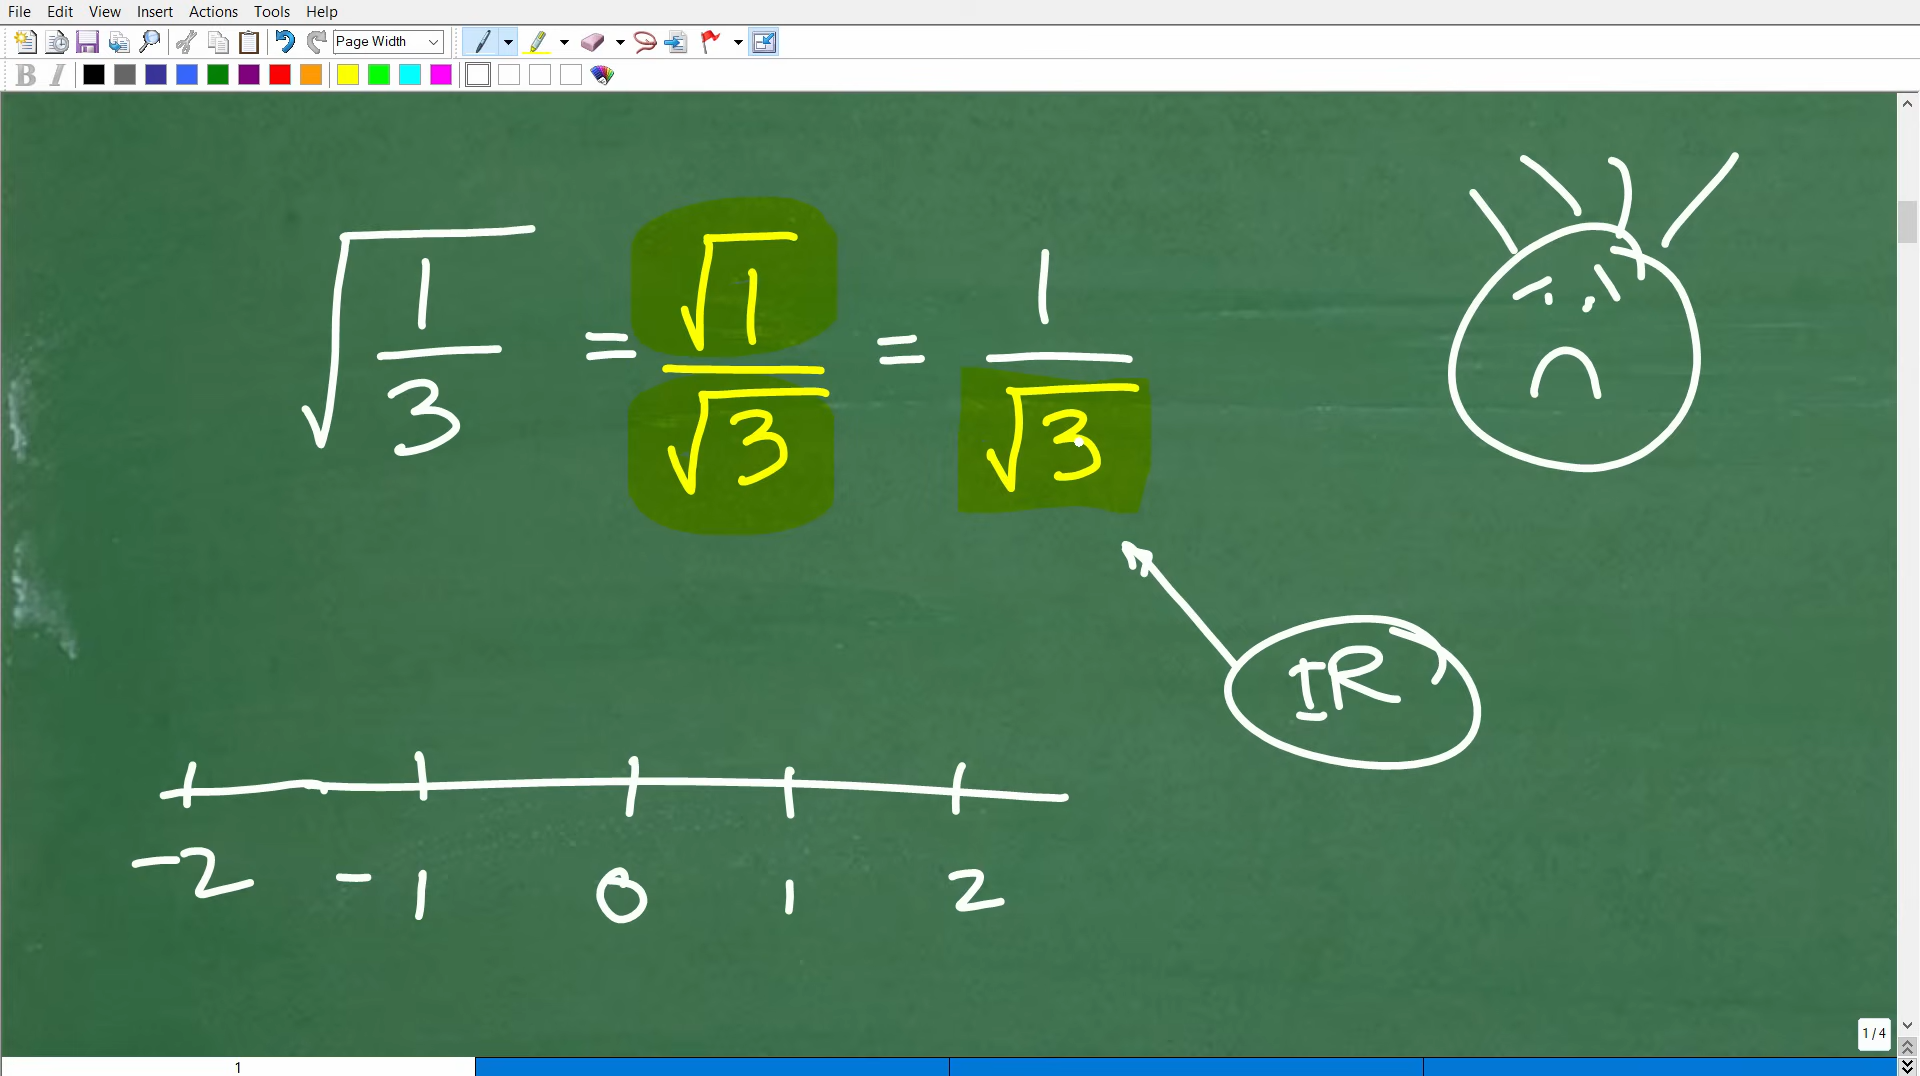 File Edit View Insert Actions Tools Help
Page Width
B I
√(1/3) = √1/√3 = 1/√3
IR
-2 -1 0 1 2
1 / 4
1